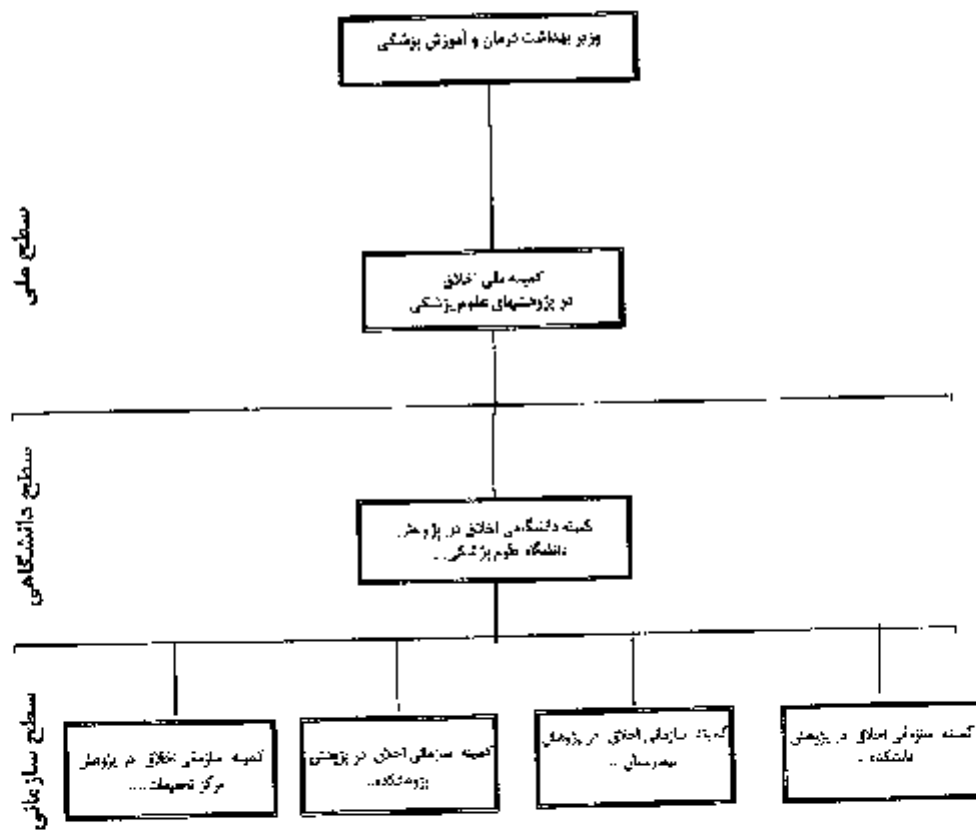 وزیر بهداشت درمان و آموزش پزشکی
سطح ملی
کمیته ملی اخلاق
در پژوهشهای علوم پزشکی
سطح دانشگاهی
کمیته دانشگاهی اخلاق در پژوهش
دانشگاه علوم پزشکی...
سطح سازمانی
کمیته سازمانی اخلاق در پژوهش
دانشکده ..
کمیته سازمانی اخلاق در پژوهش
بیمارستان ..
کمیته سازمانی اخلاق در پژوهش
پژوهشکده..
کمیته سازمانی اخلاق در پژوهش
مرکز تحقیقات....